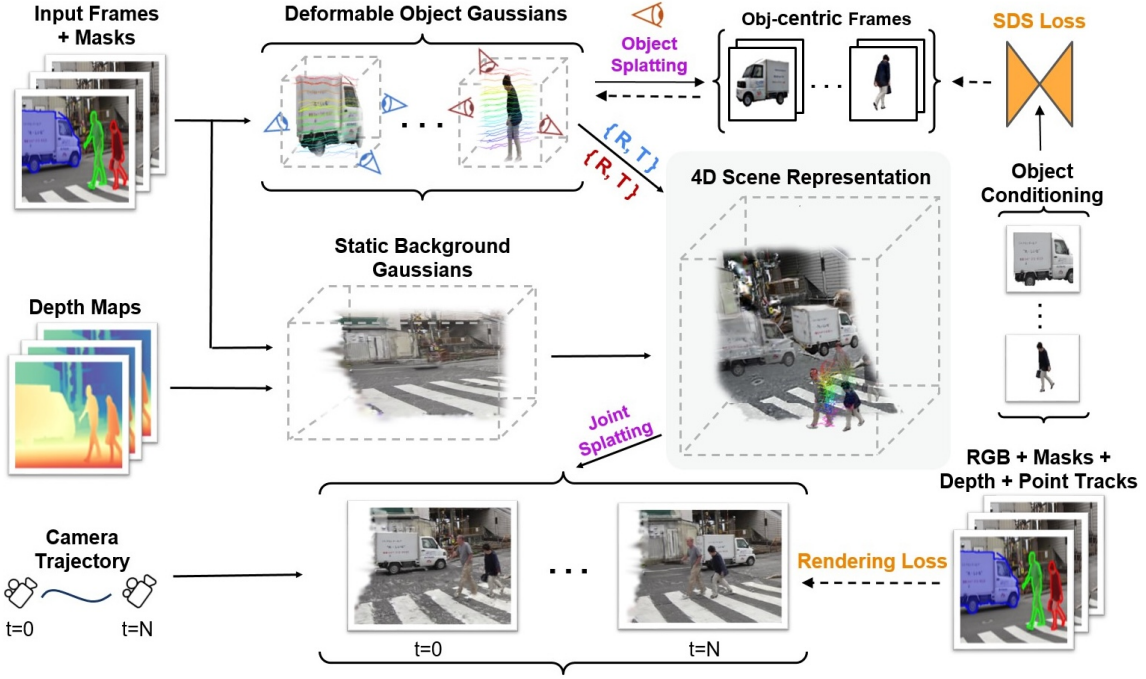 Input Frames
+ Masks
Deformable Object Gaussians
Object
Splatting
Obj-centric Frames
SDS Loss
{ R, T }
{ R, T }
4D Scene Representation
Object
Conditioning
Static Background
Gaussians
Depth Maps
Joint
Splatting
RGB + Masks +
Depth + Point Tracks
Camera
Trajectory
t=0
t=N
Rendering Loss
t=0
t=N